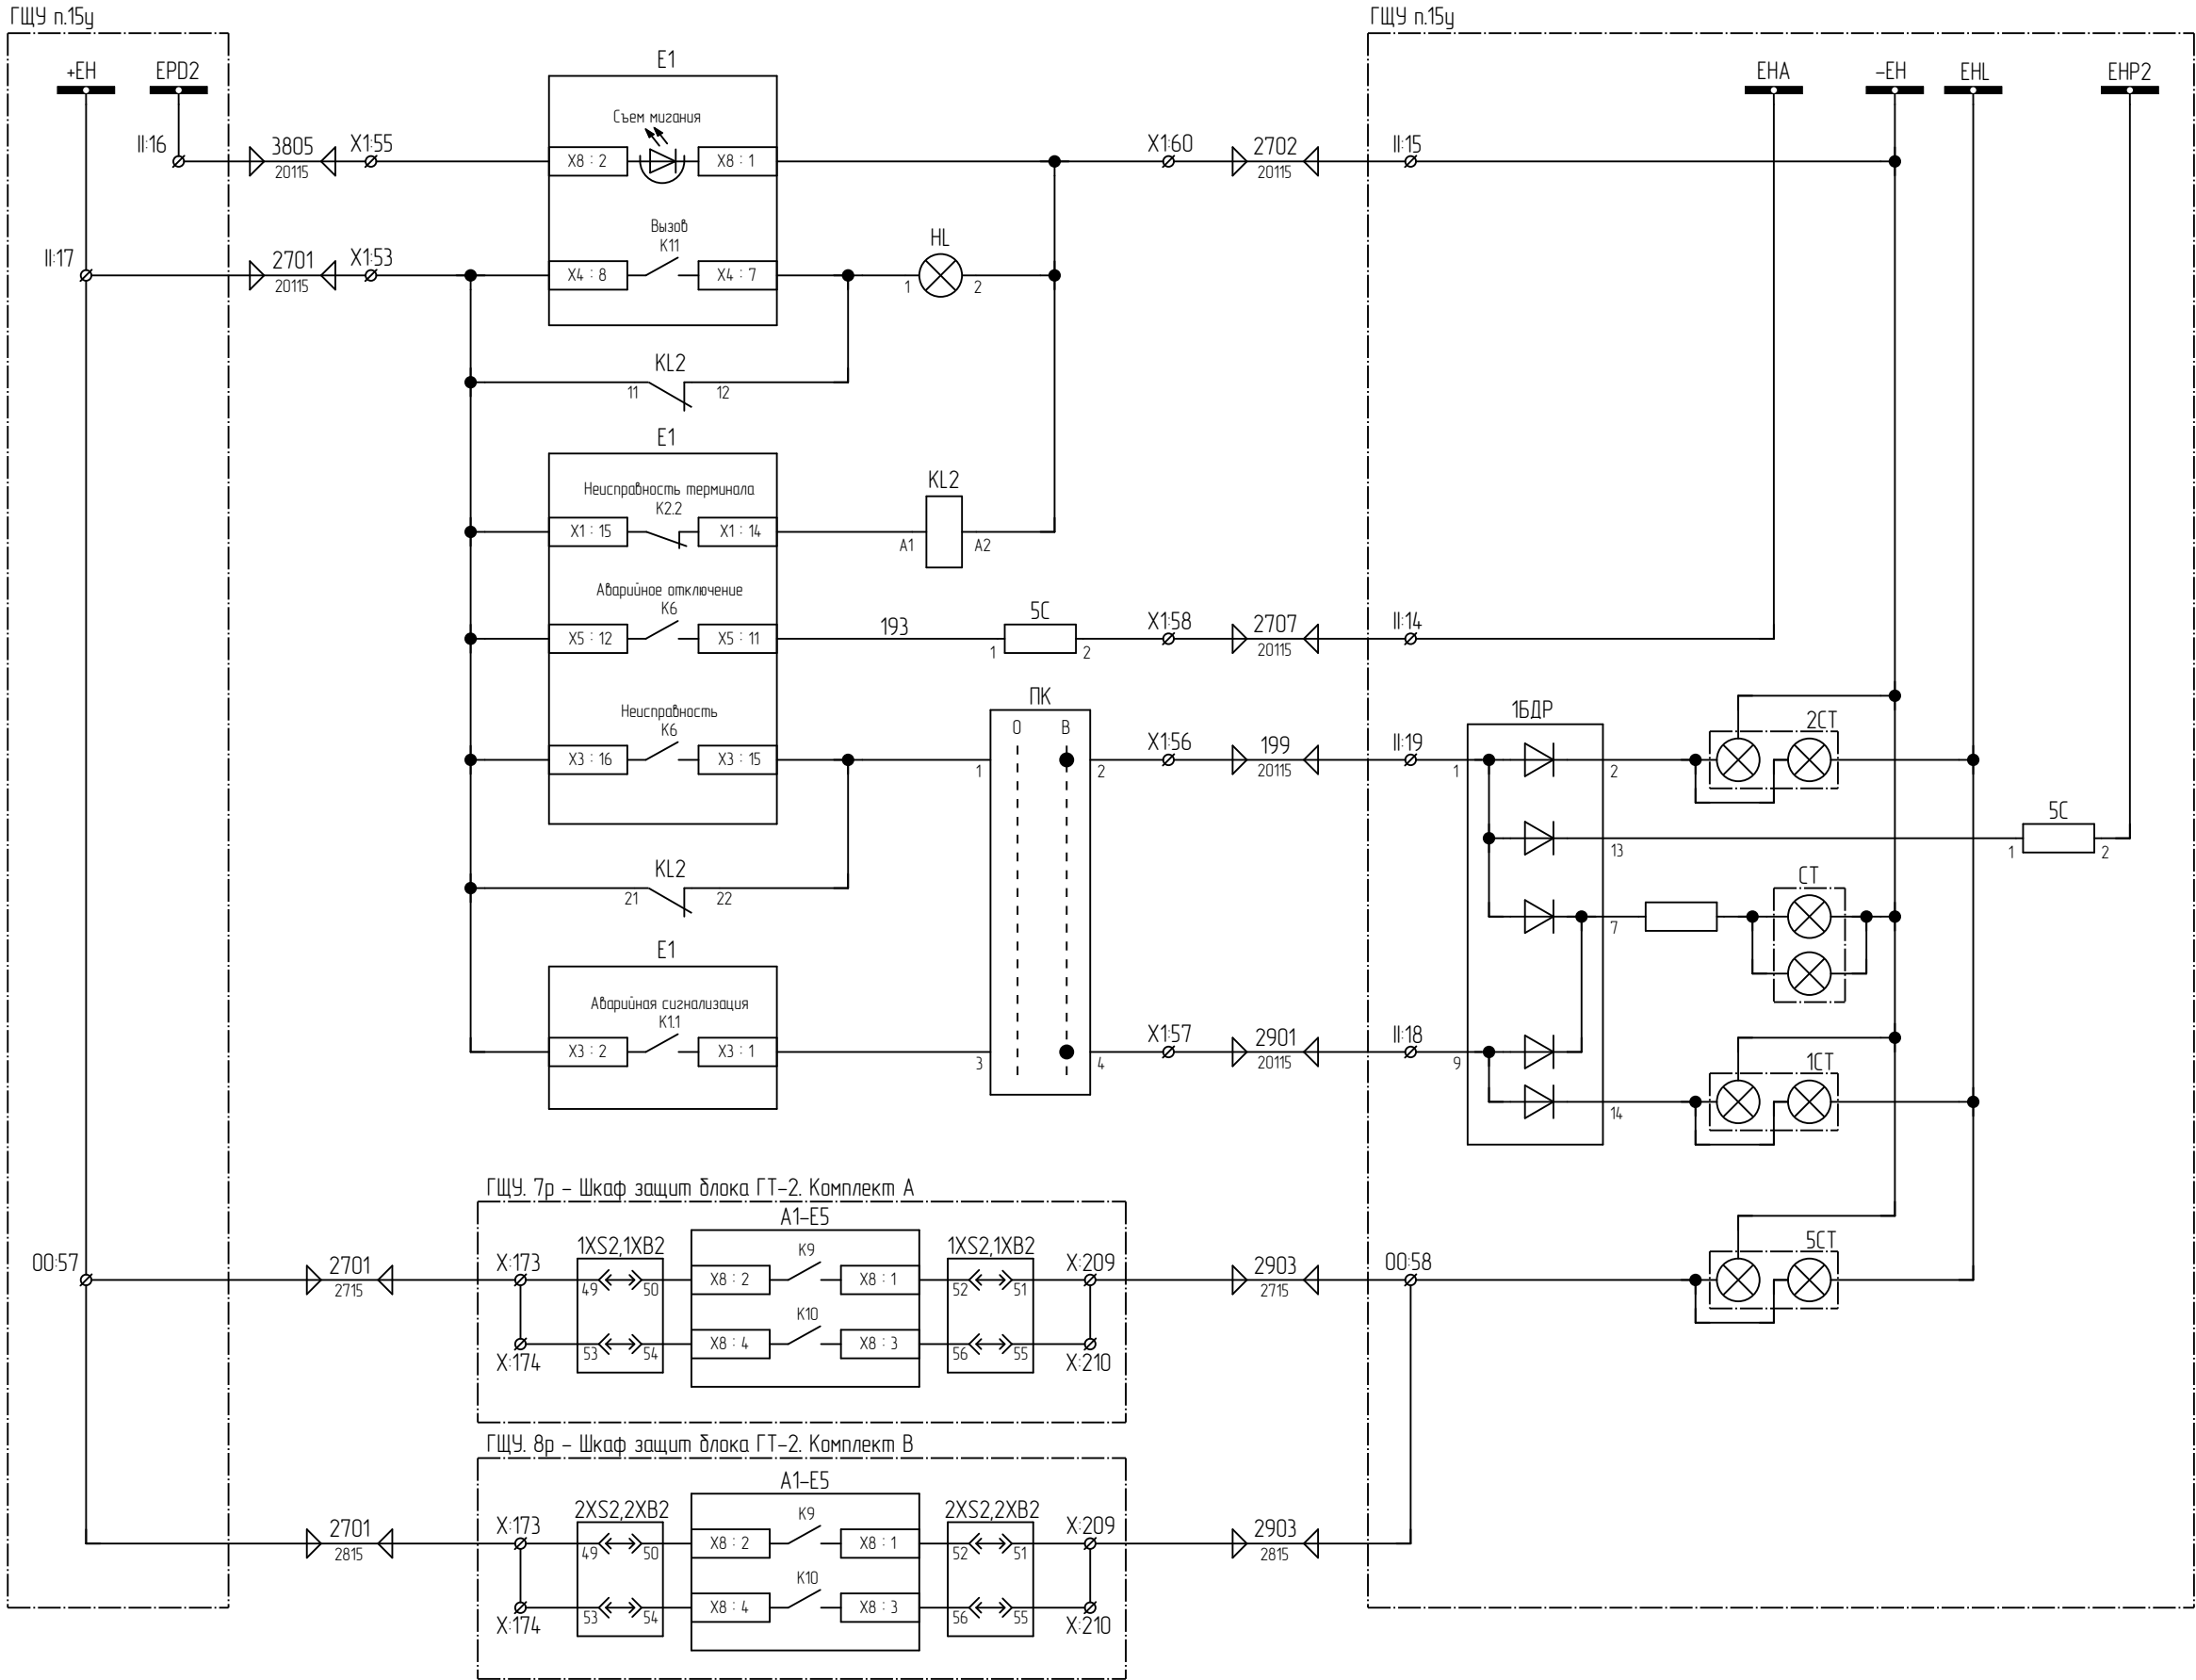 ГЩУ п.15у
ГЩУ п.15у
+EH
EPD2
E1
EHA
-EH
EHL
EHP2
Съем мигания
II:16
3805
20115
X1:55
X8 : 2
X8 : 1
X1:60
2702
20115
II:15
Вызов
K11
HL
II:17
2701
20115
X1:53
X4 : 8
X4 : 7
1
2
KL2
11
12
E1
Неисправность терминала
K2.2
KL2
X1 : 15
X1 : 14
A1
A2
Аварийное отключение
K6
X5 : 12
X5 : 11
193
5С
1
2
X1:58
2707
20115
II:14
Неисправность
K6
ПК
О
В
X3 : 16
X3 : 15
1
2
X1:56
199
20115
II:19
1БДР
1
2
2СТ
13
5С
1
2
KL2
21
22
7
СТ
E1
Аварийная сигнализация
K1.1
X3 : 2
X3 : 1
3
4
X1:57
2901
20115
II:18
9
1СТ
14
ГЩУ. 7р - Шкаф защит блока ГТ-2. Комплект А
A1-E5
00:57
2701
2715
X:173
1XS2,1XB2
49
50
K9
X8 : 2
X8 : 1
1XS2,1XB2
52
51
X:209
2903
2715
00:58
5СТ
X:174
53
54
K10
X8 : 4
X8 : 3
56
55
X:210
ГЩУ. 8р - Шкаф защит блока ГТ-2. Комплект В
A1-E5
2701
2815
X:173
2XS2,2XB2
49
50
K9
X8 : 2
X8 : 1
2XS2,2XB2
52
51
X:209
2903
2815
X:174
53
54
K10
X8 : 4
X8 : 3
56
55
X:210